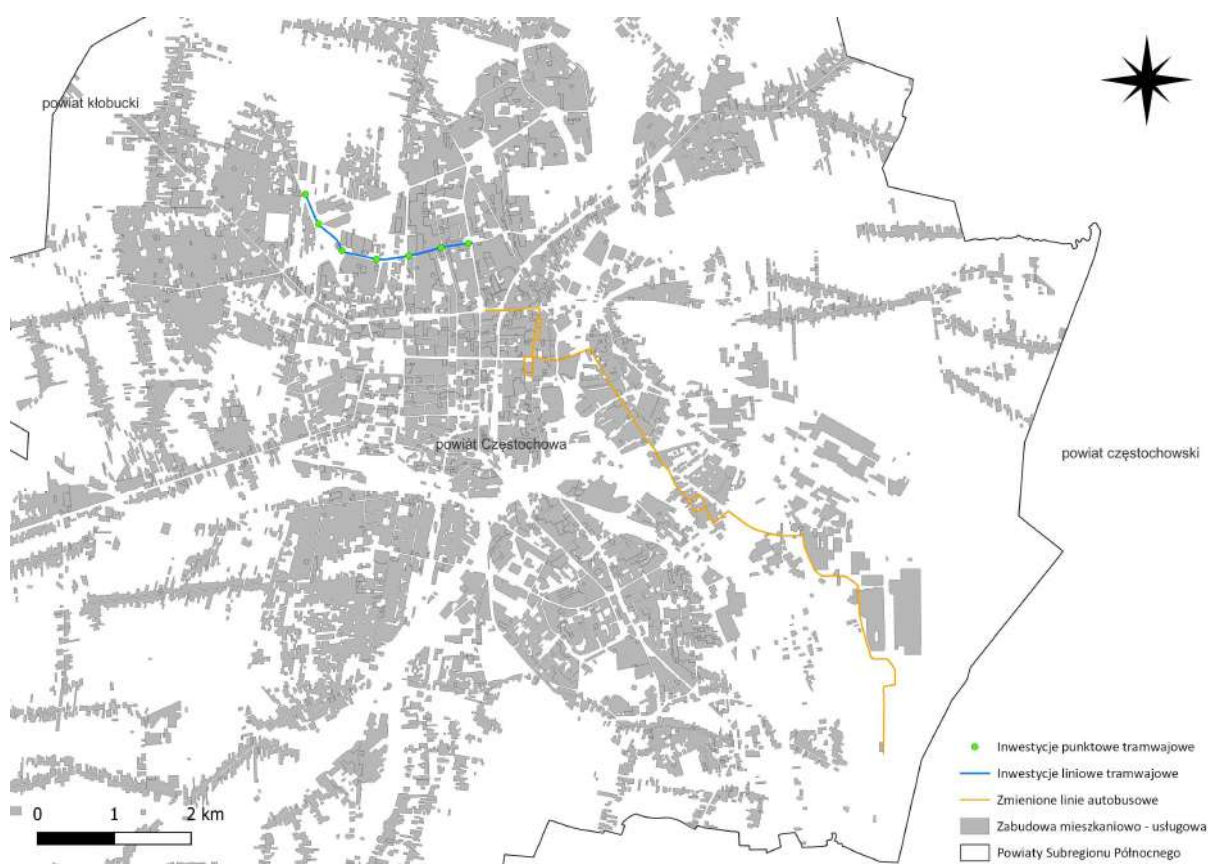 powiat kłobucki
powiat Częstochowa
powiat częstochowski
Inwestycje punktowe tramwajowe
Inwestycje liniowe tramwajowe
Zmienione linie autobusowe
Zabudowa mieszkaniowo - usługowa
Powiaty Subregionu Północnego
0 1 2 km